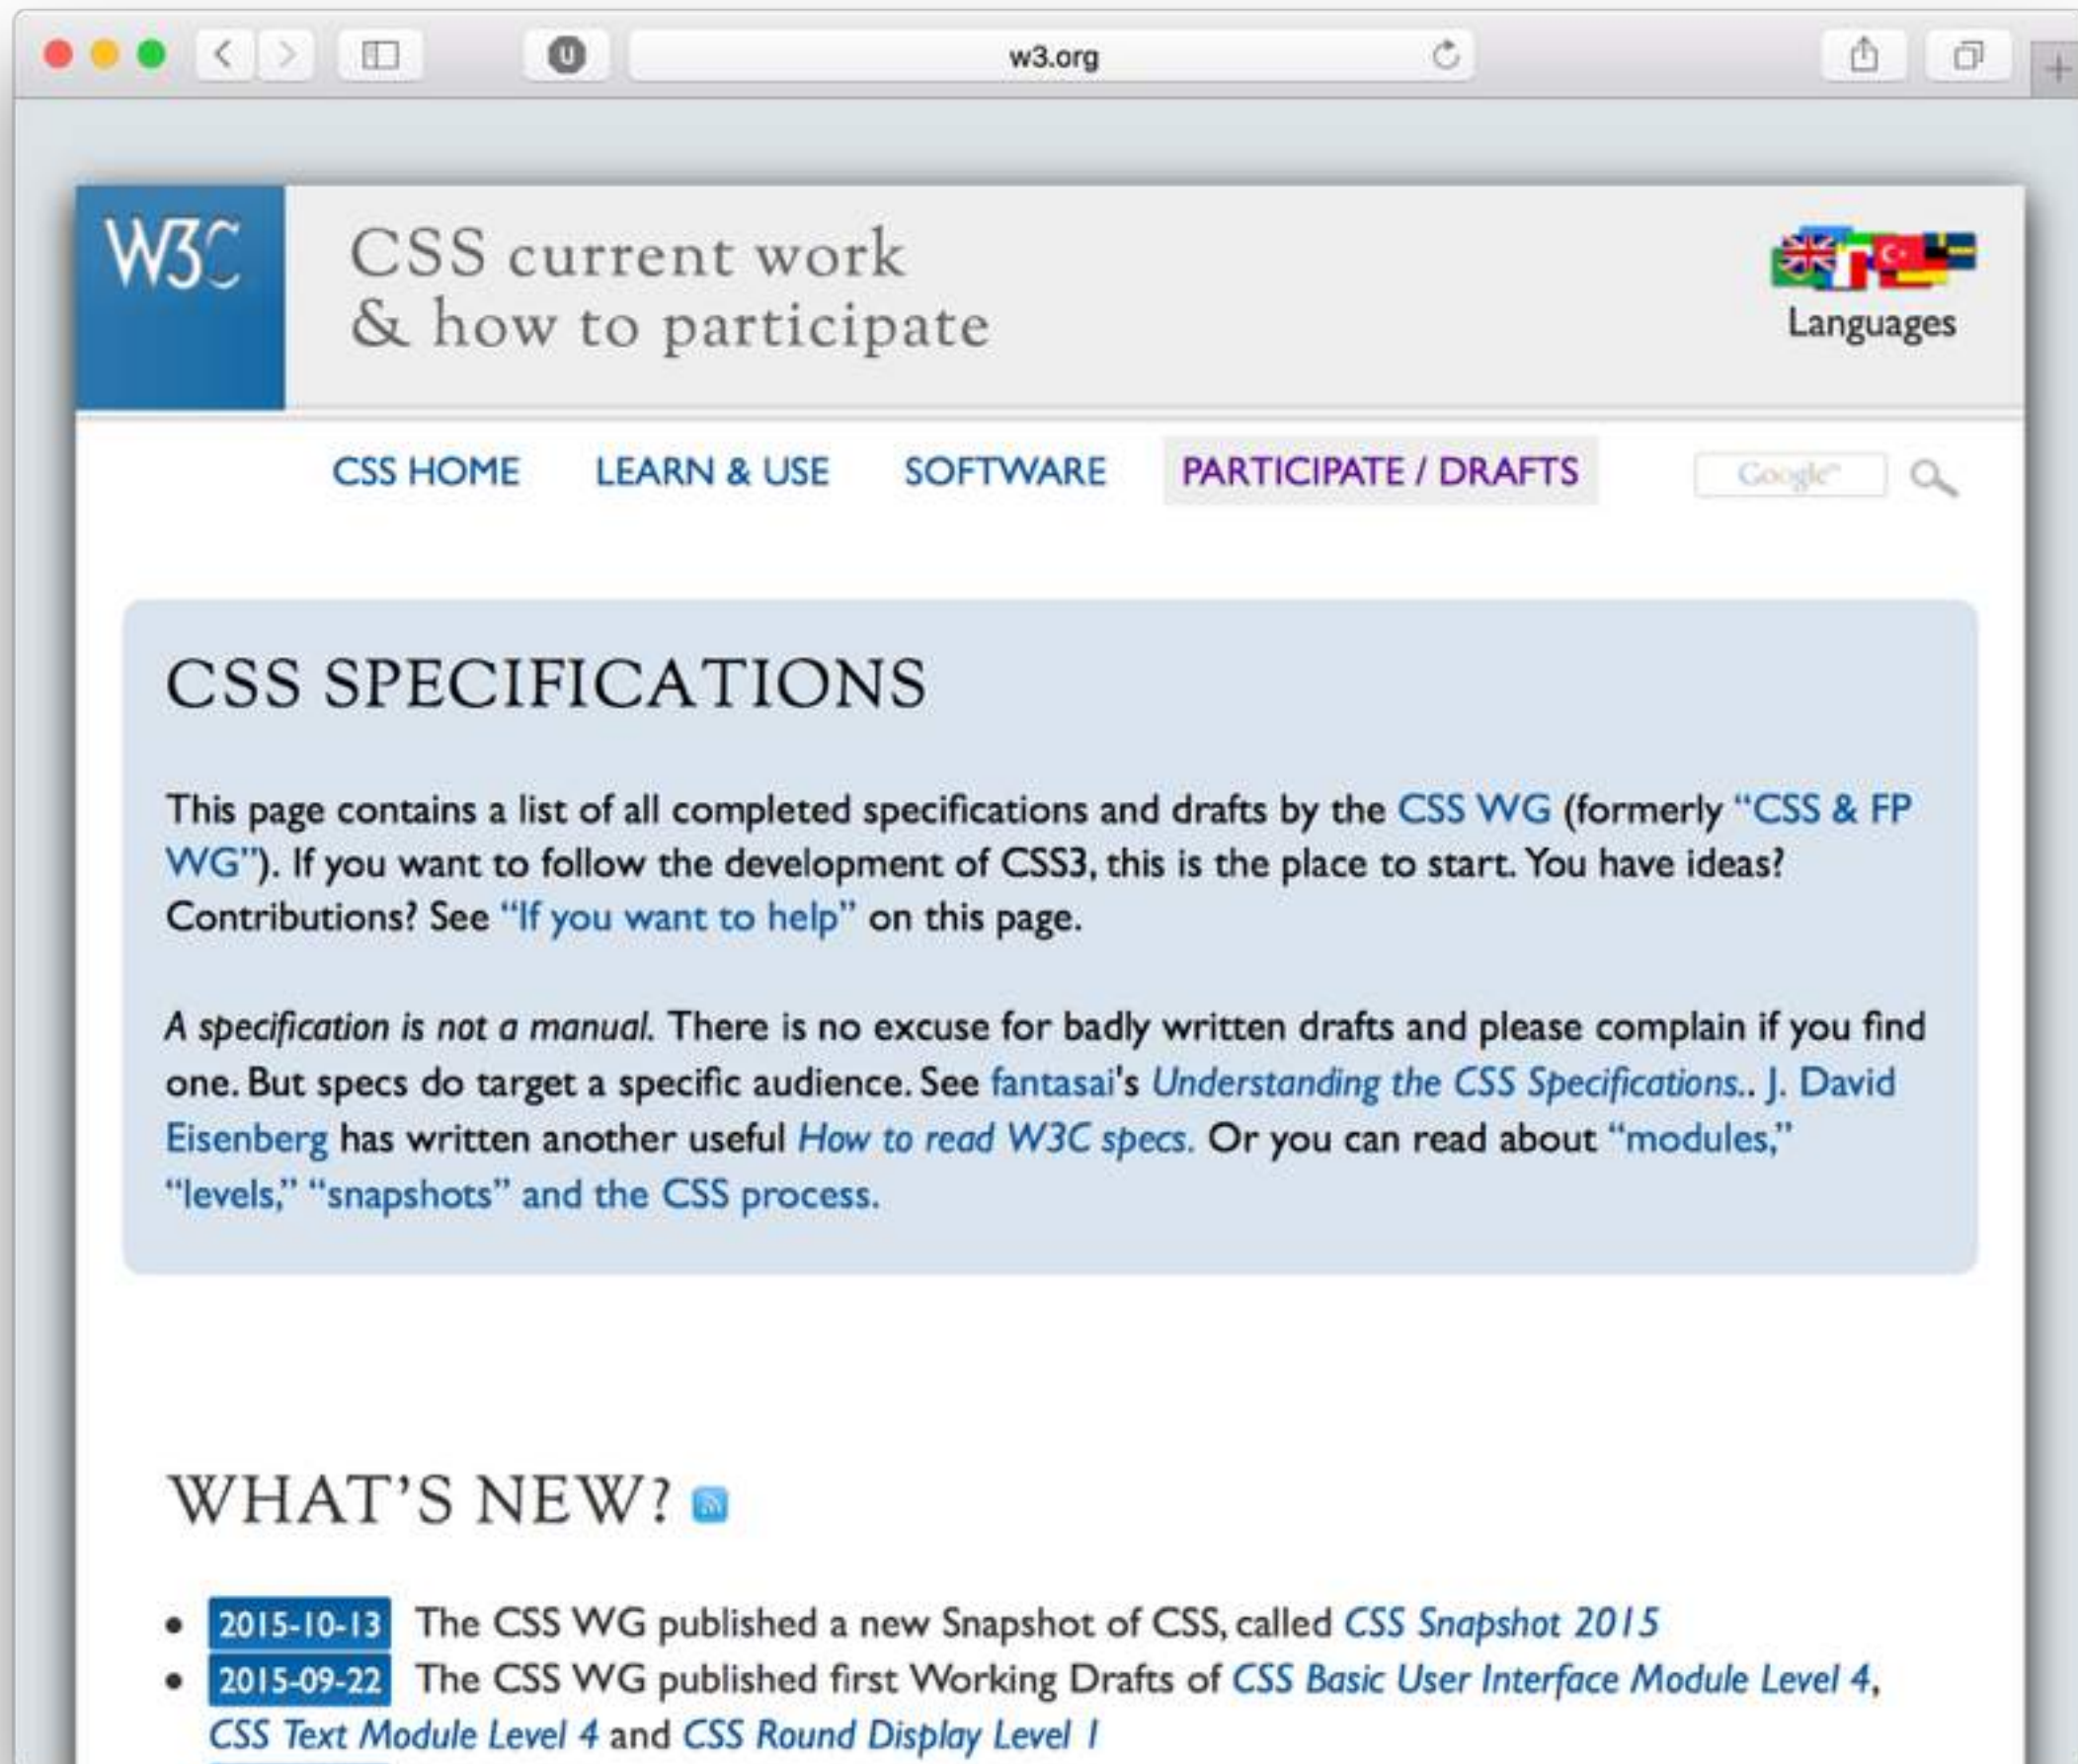 w3.org
W3C
CSS current work
& how to participate
Languages
CSS HOME LEARN & USE SOFTWARE PARTICIPATE / DRAFTS Google™
CSS SPECIFICATIONS
This page contains a list of all completed specifications and drafts by the CSS WG (formerly “CSS & FP
WG”). If you want to follow the development of CSS3, this is the place to start. You have ideas?
Contributions? See “If you want to help” on this page.
A specification is not a manual. There is no excuse for badly written drafts and please complain if you find
one. But specs do target a specific audience. See fantasai's Understanding the CSS Specifications.. J. David
Eisenberg has written another useful How to read W3C specs. Or you can read about “modules,”
“levels,” “snapshots” and the CSS process.
WHAT’S NEW?
• 2015-10-13 The CSS WG published a new Snapshot of CSS, called CSS Snapshot 2015
• 2015-09-22 The CSS WG published first Working Drafts of CSS Basic User Interface Module Level 4,
CSS Text Module Level 4 and CSS Round Display Level 1